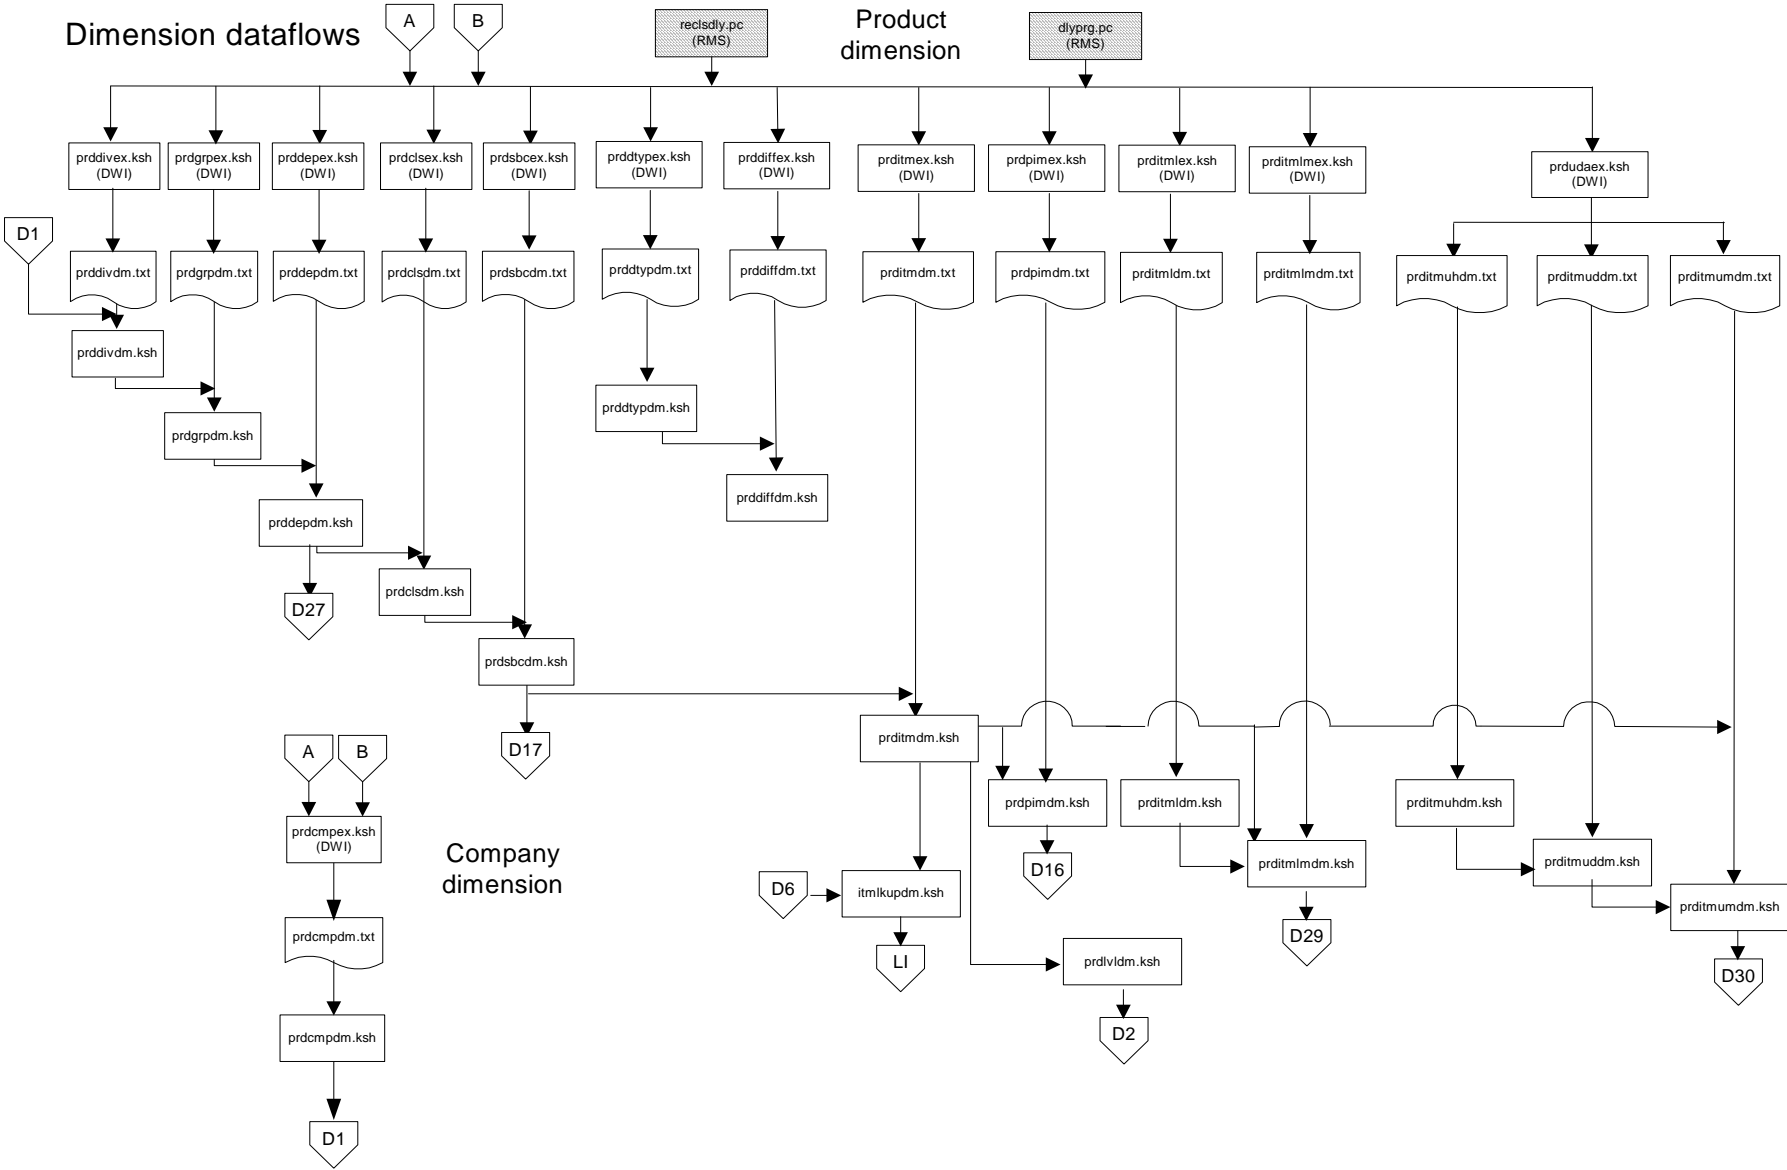 Dimension dataflows
A
B
reclsdly.pc
(RMS)
Product
dimension
dlyprg.pc
(RMS)
prddivex.ksh
(DWI)
prdgrpex.ksh
(DWI)
prddepex.ksh
(DWI)
prdclsex.ksh
(DWI)
prdsbcex.ksh
(DWI)
prddtypex.ksh
(DWI)
prddiffex.ksh
(DWI)
prditmex.ksh
(DWI)
prdpimex.ksh
(DWI)
prditmlex.ksh
(DWI)
prditmlmex.ksh
(DWI)
prdudaex.ksh
(DWI)
D1
prddivdm.txt
prdgrpdm.txt
prddepdm.txt
prdclsdm.txt
prdsbcdm.txt
prddtypdm.txt
prddiffdm.txt
prditmdm.txt
prdpimdm.txt
prditmldm.txt
prditmlmdm.txt
prditmuhdm.txt
prditmuddm.txt
prditmumdm.txt
prddivdm.ksh
prdgrpdm.ksh
prddtypdm.ksh
prddiffdm.ksh
prddepdm.ksh
prdclsdm.ksh
D27
prdsbcdm.ksh
D17
prditmdm.ksh
A
B
prdpimdm.ksh
prditmldm.ksh
prditmuhdm.ksh
prdcmpex.ksh
(DWI)
Company
dimension
D16
prditmlmdm.ksh
prditmuddm.ksh
D6
itmlkupdm.ksh
prditmumdm.ksh
prdcmpdm.txt
D29
LI
prdlvldm.ksh
D30
prdcmpdm.ksh
D2
D1